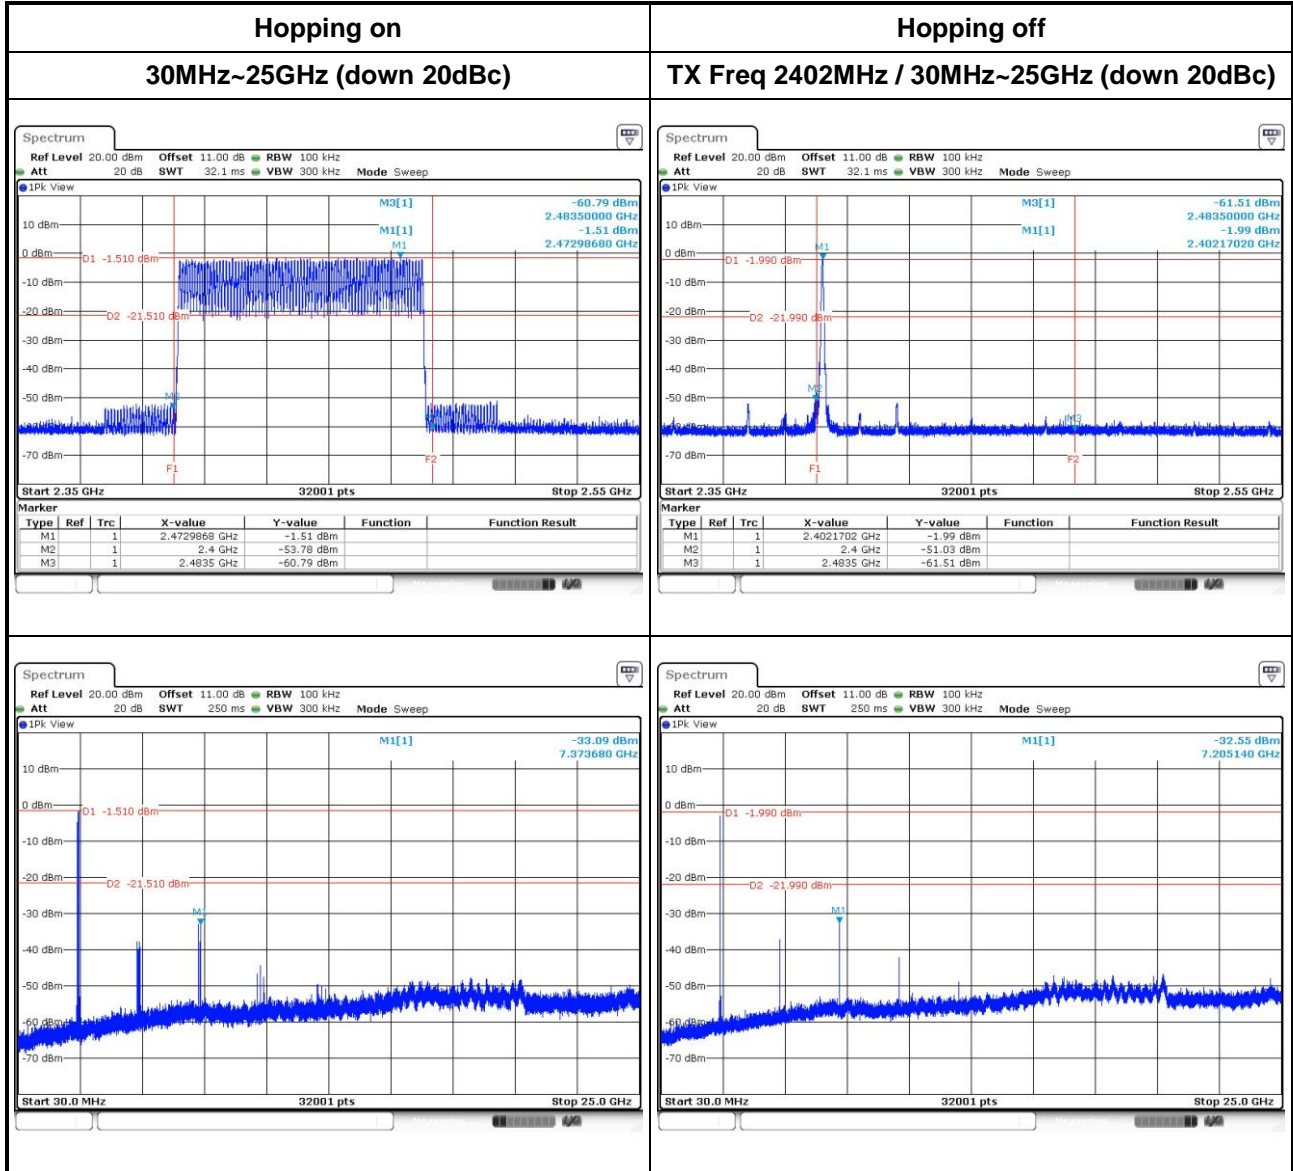 Hopping on
Hopping off
30MHz~25GHz (down 20dBc)
TX Freq 2402MHz / 30MHz~25GHz (down 20dBc)
Spectrum
Ref Level 20.00 dBm Offset 11.00 dB RBW 100 kHz
Att 20 dB SWT 32.1 ms VBW 300 kHz Mode Sweep
1Pk View
M3[1] -60.79 dBm
2.48350000 GHz
M1[1] -1.51 dBm
2.47298680 GHz
M1
10 dBm
0 dBm
D1 -1.510 dBm
-10 dBm
-20 dBm
D2 -21.510 dBm
-30 dBm
-40 dBm
-50 dBm
-70 dBm
F1
F2
Start 2.35 GHz 32001 pts Stop 2.55 GHz
Marker
Type Ref Trc X-value Y-value Function Function Result
M1 1 2.4729868 GHz -1.51 dBm
M2 1 2.4 GHz -53.78 dBm
M3 1 2.4835 GHz -60.79 dBm
Spectrum
Ref Level 20.00 dBm Offset 11.00 dB RBW 100 kHz
Att 20 dB SWT 32.1 ms VBW 300 kHz Mode Sweep
1Pk View
M3[1] -61.51 dBm
2.48350000 GHz
M1[1] -1.99 dBm
2.40217020 GHz
M1
10 dBm
0 dBm
D1 -1.990 dBm
-10 dBm
-20 dBm
D2 -21.990 dBm
-30 dBm
-40 dBm
-50 dBm
M2
M3
-70 dBm
F1
F2
Start 2.35 GHz 32001 pts Stop 2.55 GHz
Marker
Type Ref Trc X-value Y-value Function Function Result
M1 1 2.4021702 GHz -1.99 dBm
M2 1 2.4 GHz -51.03 dBm
M3 1 2.4835 GHz -61.51 dBm
Spectrum
Ref Level 20.00 dBm Offset 11.00 dB RBW 100 kHz
Att 20 dB SWT 250 ms VBW 300 kHz Mode Sweep
1Pk View
M1[1] -33.09 dBm
7.373680 GHz
10 dBm
0 dBm
D1 -1.510 dBm
-10 dBm
-20 dBm
D2 -21.510 dBm
-30 dBm
M1
-40 dBm
-50 dBm
-60 dBm
-70 dBm
Start 30.0 MHz 32001 pts Stop 25.0 GHz
Spectrum
Ref Level 20.00 dBm Offset 11.00 dB RBW 100 kHz
Att 20 dB SWT 250 ms VBW 300 kHz Mode Sweep
1Pk View
M1[1] -32.55 dBm
7.205140 GHz
10 dBm
0 dBm
D1 -1.990 dBm
-10 dBm
-20 dBm
D2 -21.990 dBm
-30 dBm
M1
-40 dBm
-50 dBm
-60 dBm
-70 dBm
Start 30.0 MHz 32001 pts Stop 25.0 GHz